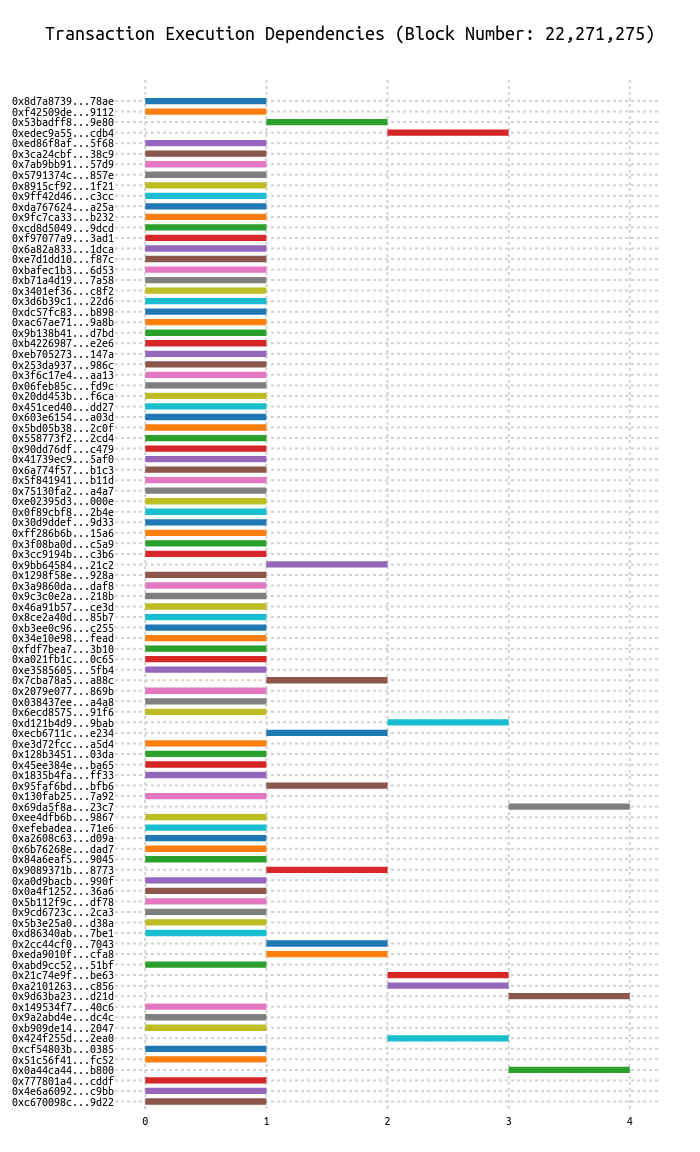 Transaction Execution Dependencies (Block Number: 22,271,275)
0x8d7a8739...78ae
0xf42509de...9112
0x53badff8...9e80
0xedec9a55...cdb4
0xed86f8af...5f68
0x3ca24cbf...38c9
0x7ab9bb91...57d9
0x5791374c...857e
0x8915cf92...1f21
0x9ff42d46...c3cc
0xda767624...a25a
0x9fc7ca33...b232
0xcd8d5049...9dcd
0xf97077a9...3ad1
0x6a82a833...1dca
0xe7d1dd10...f87c
0xbafec1b3...6d53
0xb71a4d19...7a58
0x3401ef36...c8f2
0x3d6b39c1...22d6
0xdc57fc83...b898
0xac67ae71...9a8b
0x9b138b41...d7bd
0xb4226987...e2e6
0xeb705273...147a
0x253da937...986c
0x3f6c17e4...aa13
0x06feb85c...fd9c
0x20dd453b...f6ca
0x451ced40...dd27
0x603e6154...a03d
0x5bd05b38...2c0f
0x558773f2...2cd4
0x90dd76df...c479
0x41739ec9...5af0
0x6a774f57...b1c3
0x5f841941...b11d
0x75130fa2...a4a7
0xe02395d3...000e
0x0f89cbf8...2b4e
0x30d9ddef...9d33
0xff286b6b...15a6
0x3f08ba0d...c5a9
0x3cc9194b...c3b6
0x9bb64584...21c2
0x1298f58e...928a
0x3a9860da...daf8
0x9c3c0e2a...218b
0x46a91b57...ce3d
0x8ce2a40d...85b7
0xb3ee0c96...c255
0x34e10e98...fead
0xfdf7bea7...3b10
0xa021fb1c...0c65
0xe3585605...5fb4
0x7cba78a5...a88c
0x2079e077...869b
0x038437ee...a4a8
0x6ecd8575...91f6
0xd121b4d9...9bab
0xecb6711c...e234
0xe3d72fcc...a5d4
0x128b3451...03da
0x45ee384e...ba65
0x1835b4fa...ff33
0x95faf6bd...bfb6
0x130fab25...7a92
0x69da5f8a...23c7
0xee4dfb6b...9867
0xefebadea...71e6
0xa2608c63...d09a
0x6b76268e...dad7
0x84a6eaf5...9045
0x9089371b...8773
0xa0d9bacb...990f
0x0a4f1252...36a6
0x5b112f9c...df78
0x9cd6723c...2ca3
0x5b3e25a0...d38a
0xd86340ab...7be1
0x2cc44cf0...7043
0xeda9010f...cfa8
0xabd9cc52...51bf
0x21c74e9f...be63
0xa2101263...c856
0x9d63ba23...d21d
0x149534f7...40c6
0x9a2abd4e...dc4c
0xb909de14...2047
0x424f255d...2ea0
0xcf54803b...0385
0x51c56f41...fc52
0x0a44ca44...b800
0x777801a4...cddf
0x4e6a6092...c9bb
0xc670098c...9d22
0 1 2 3 4